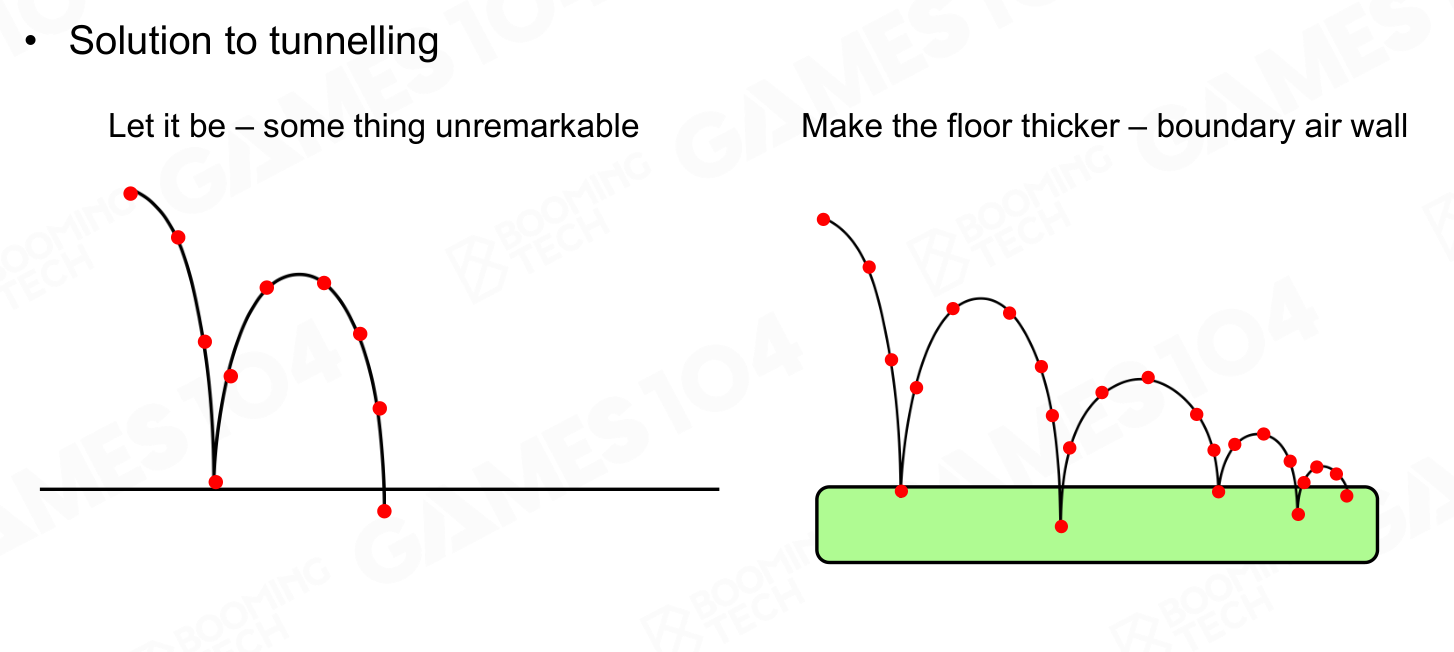 • Solution to tunnelling
Let it be – some thing unremarkable
Make the floor thicker – boundary air wall
GAMES104
BOOMING TECH